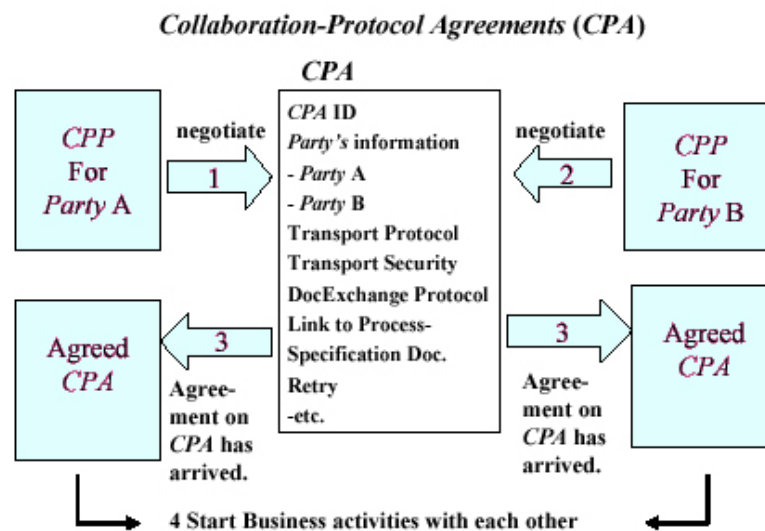 Collaboration-Protocol Agreements (CPA)
CPA
CPP
For
Party A
negotiate
1
CPA ID
Party's information
- Party A
- Party B
Transport Protocol
Transport Security
DocExchange Protocol
Link to Process-
Specification Doc.
Retry
-etc.
negotiate
2
CPP
For
Party B
Agreed
CPA
3
Agree-
ment on
CPA has
arrived.
3
Agree-
ment on
CPA has
arrived.
Agreed
CPA
4 Start Business activities with each other